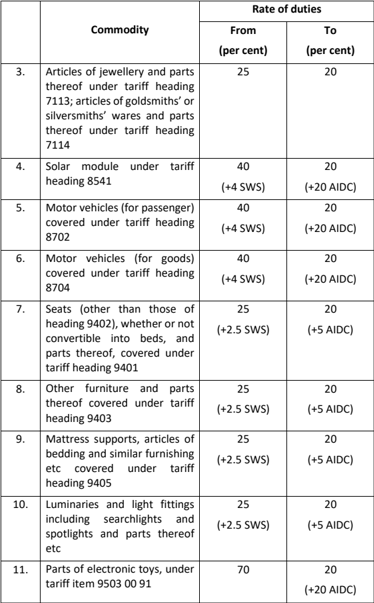 Rate of duties
Commodity
From
To
(per cent)
(per cent)
3.
Articles of jewellery and parts
thereof under tariff heading
7113; articles of goldsmiths' or
silversmiths' wares and parts
thereof under tariff heading
7114
25
20
4.
Solar module under tariff
heading 8541
40
(+4 SWS)
20
(+20 AIDC)
5.
Motor vehicles (for passenger)
covered under tariff heading
8702
40
(+4 SWS)
20
(+20 AIDC)
6.
Motor vehicles (for goods)
covered under tariff heading
8704
40
(+4 SWS)
20
(+20 AIDC)
7.
Seats (other than those of
heading 9402), whether or not
convertible into beds, and
parts thereof, covered under
tariff heading 9401
25
(+2.5 SWS)
20
(+5 AIDC)
8.
Other furniture and parts
thereof covered under tariff
heading 9403
25
(+2.5 SWS)
20
(+5 AIDC)
9.
Mattress supports, articles of
bedding and similar furnishing
etc covered under tariff
heading 9405
25
(+2.5 SWS)
20
(+5 AIDC)
10.
Luminaries and light fittings
including searchlights and
spotlights and parts thereof
etc
25
(+2.5 SWS)
20
(+5 AIDC)
11.
Parts of electronic toys, under
tariff item 9503 00 91
70
20
(+20 AIDC)